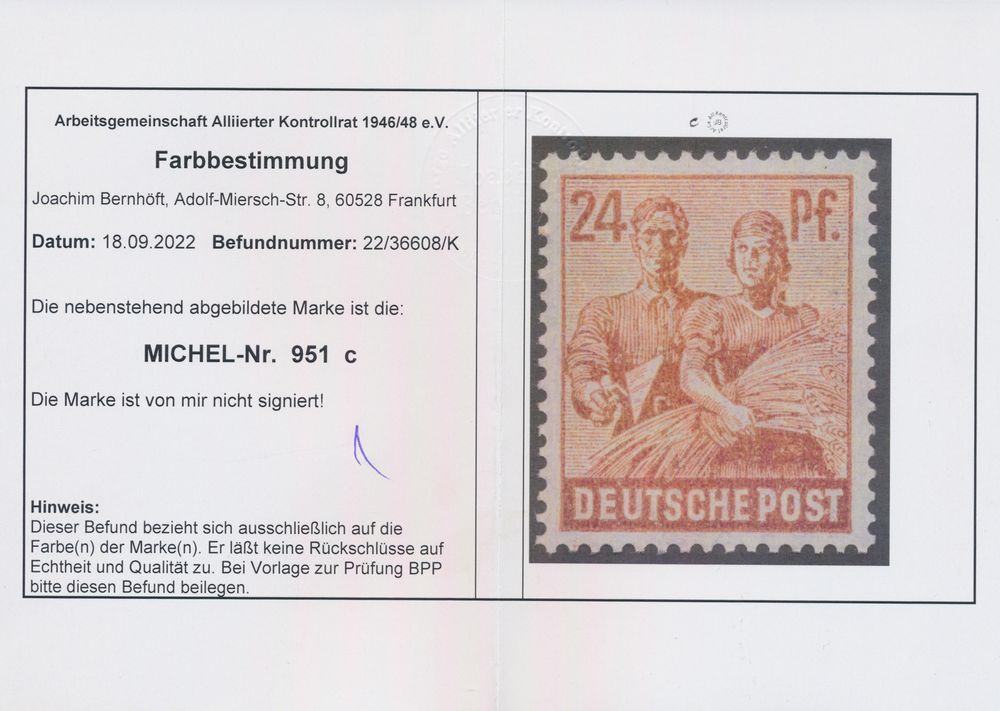 Arbeitsgemeinschaft Alliierter Kontrollrat 1946/48 e.V.
Farbbestimmung
Joachim Bernhöft, Adolf-Miersch-Str. 8, 60528 Frankfurt
Datum: 18.09.2022 Befundnummer: 22/36608/K
Die nebenstehend abgebildete Marke ist die:
MICHEL-Nr. 951 c
Die Marke ist von mir nicht signiert!
Hinweis:
Dieser Befund bezieht sich ausschließlich auf die
Farbe(n) der Marke(n). Er läßt keine Rückschlüsse auf
Echtheit und Qualität zu. Bei Vorlage zur Prüfung BPP
bitte diesen Befund beilegen.
c
24 Pf.
DEUTSCHE POST